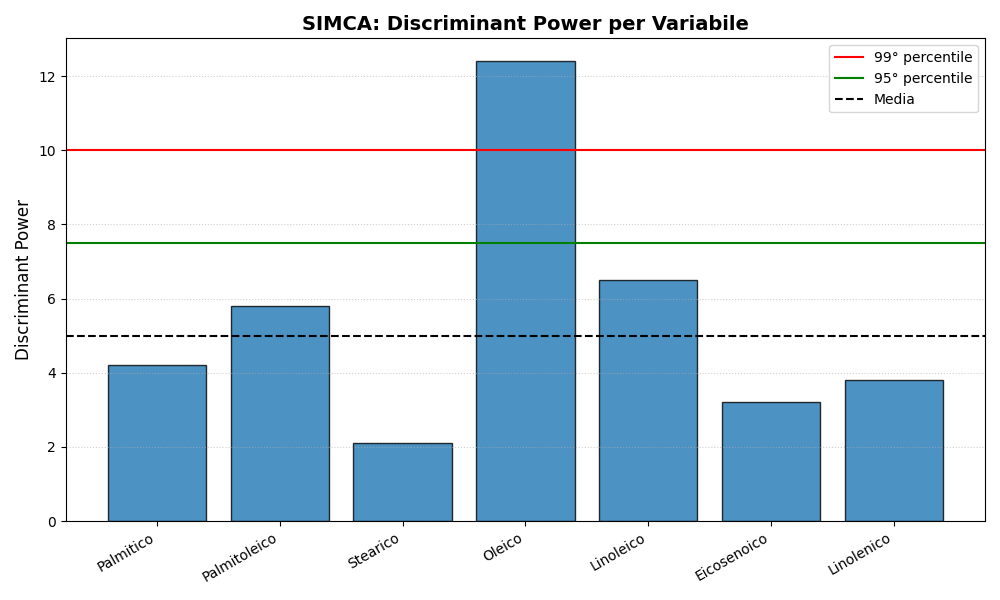 SIMCA: Discriminant Power per Variabile
99° percentile
95° percentile
Media
Discriminant Power
12
10
8
6
4
2
0
Palmitico
Palmitoleico
Stearico
Oleico
Linoleico
Eicosenoico
Linolenico